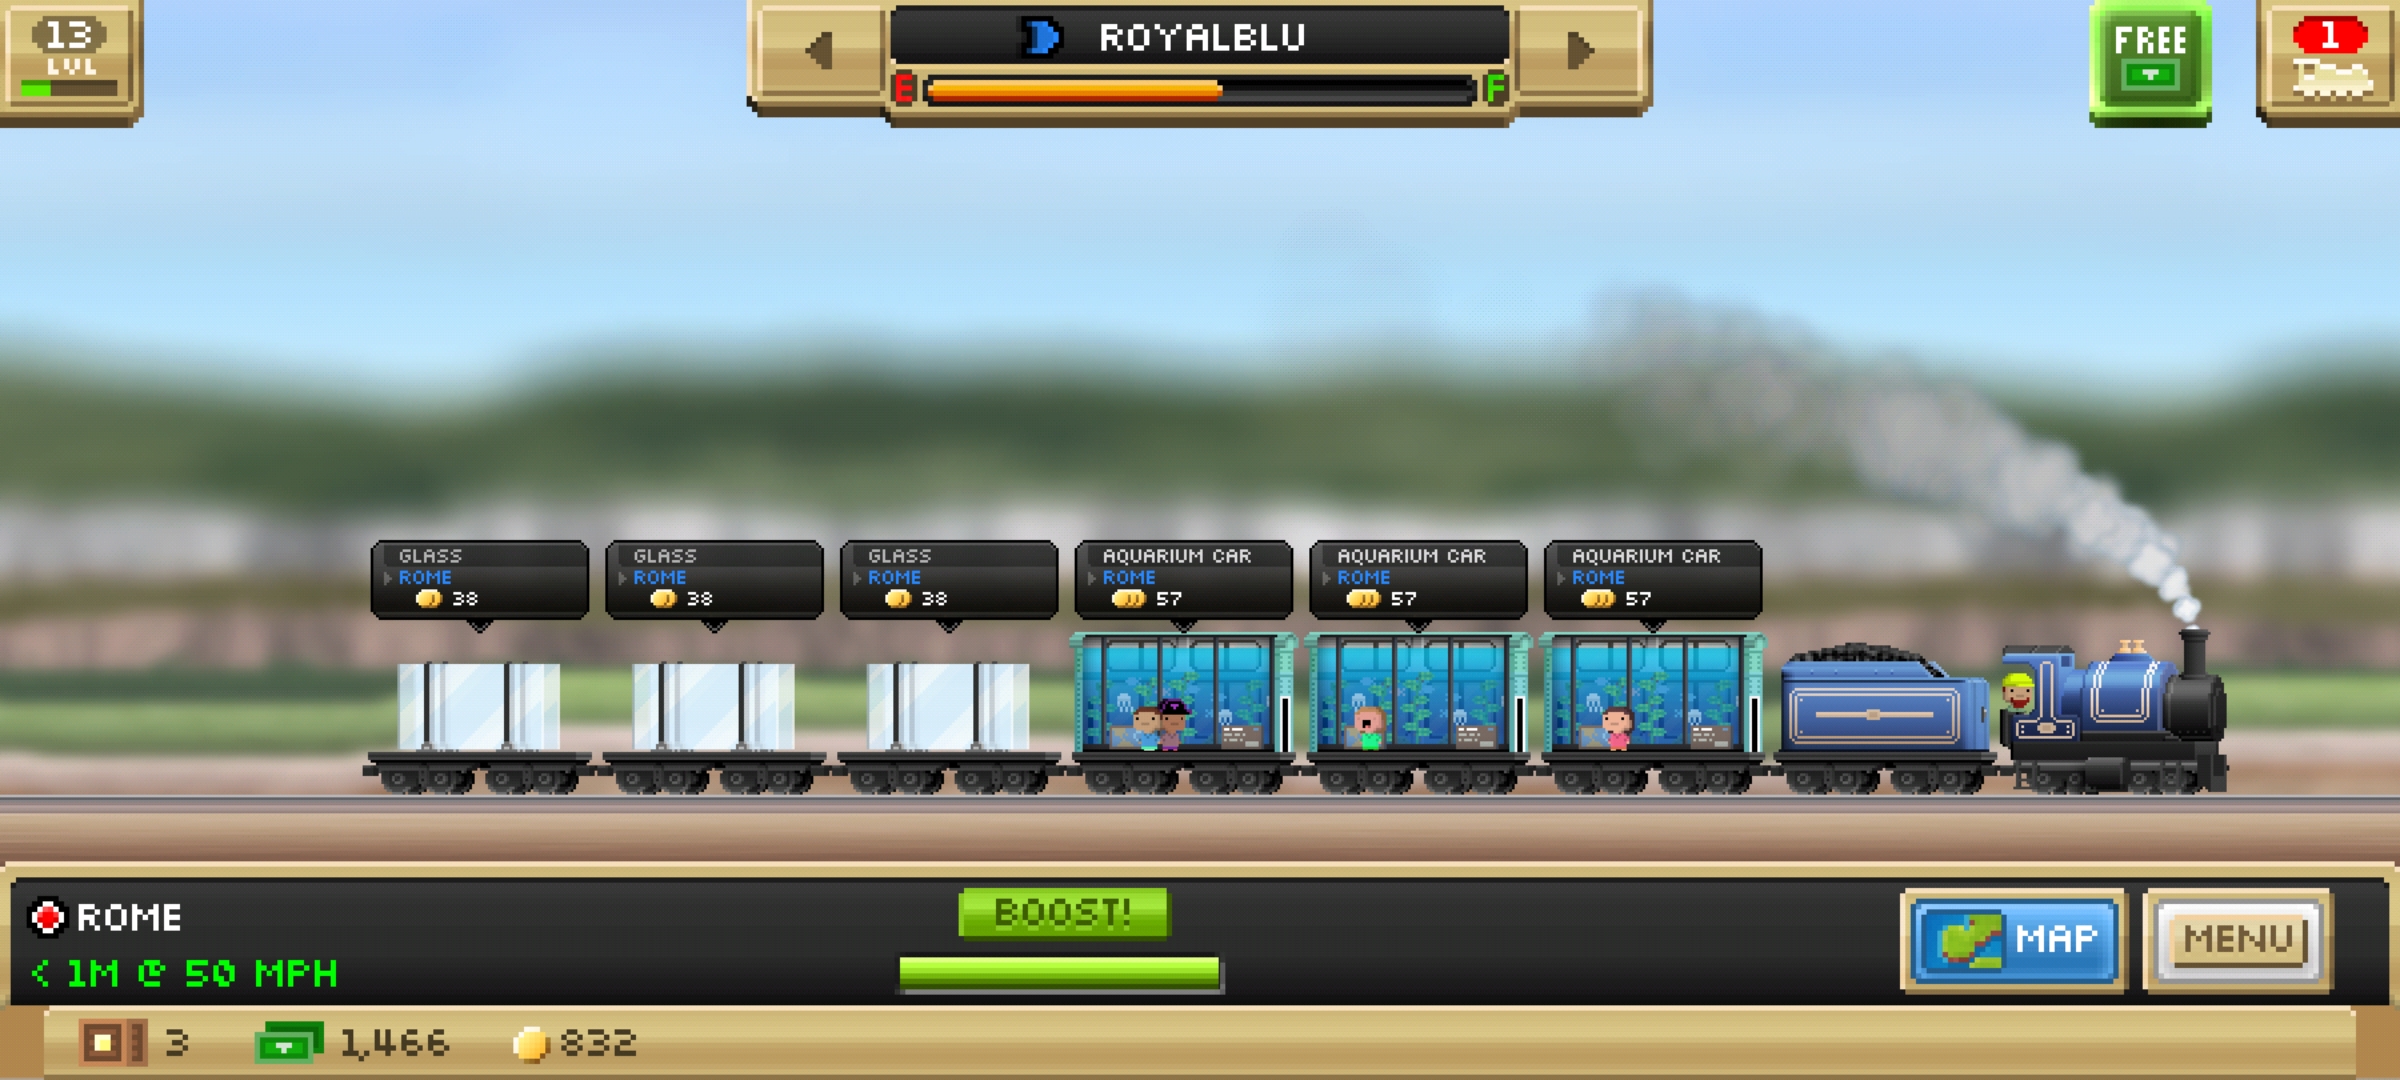 13
LVL
ROYALBLU
E F
FREE
1
GLASS
ROME
38
GLASS
ROME
38
GLASS
ROME
38
AQUARIUM CAR
ROME
57
AQUARIUM CAR
ROME
57
AQUARIUM CAR
ROME
57
ROME
BOOST!
< 1M @ 50 MPH
MAP
MENU
3
1,466
832